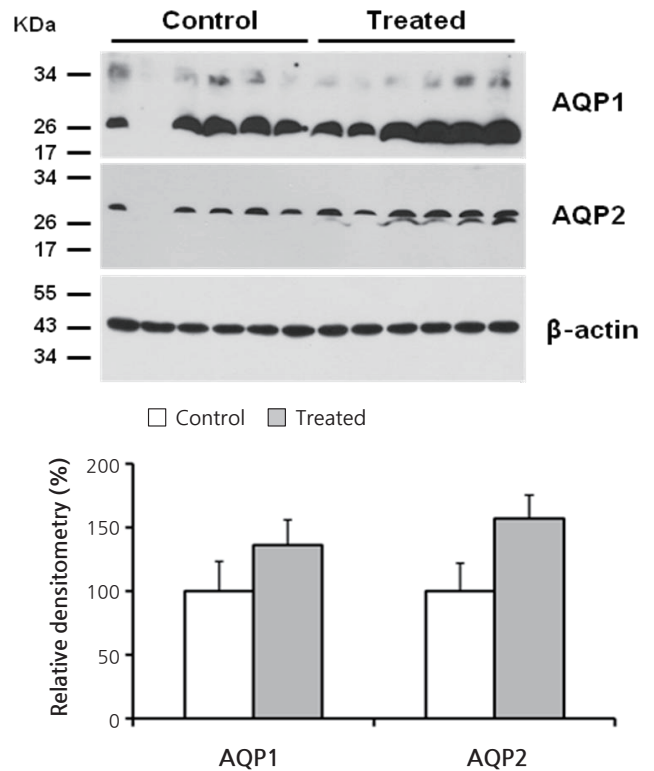 KDa
Control Treated
34
26
17
AQP1
34
26
17
AQP2
55
43
34
β-actin
Control Treated
Relative densitometry (%)
200
150
100
50
0
AQP1 AQP2